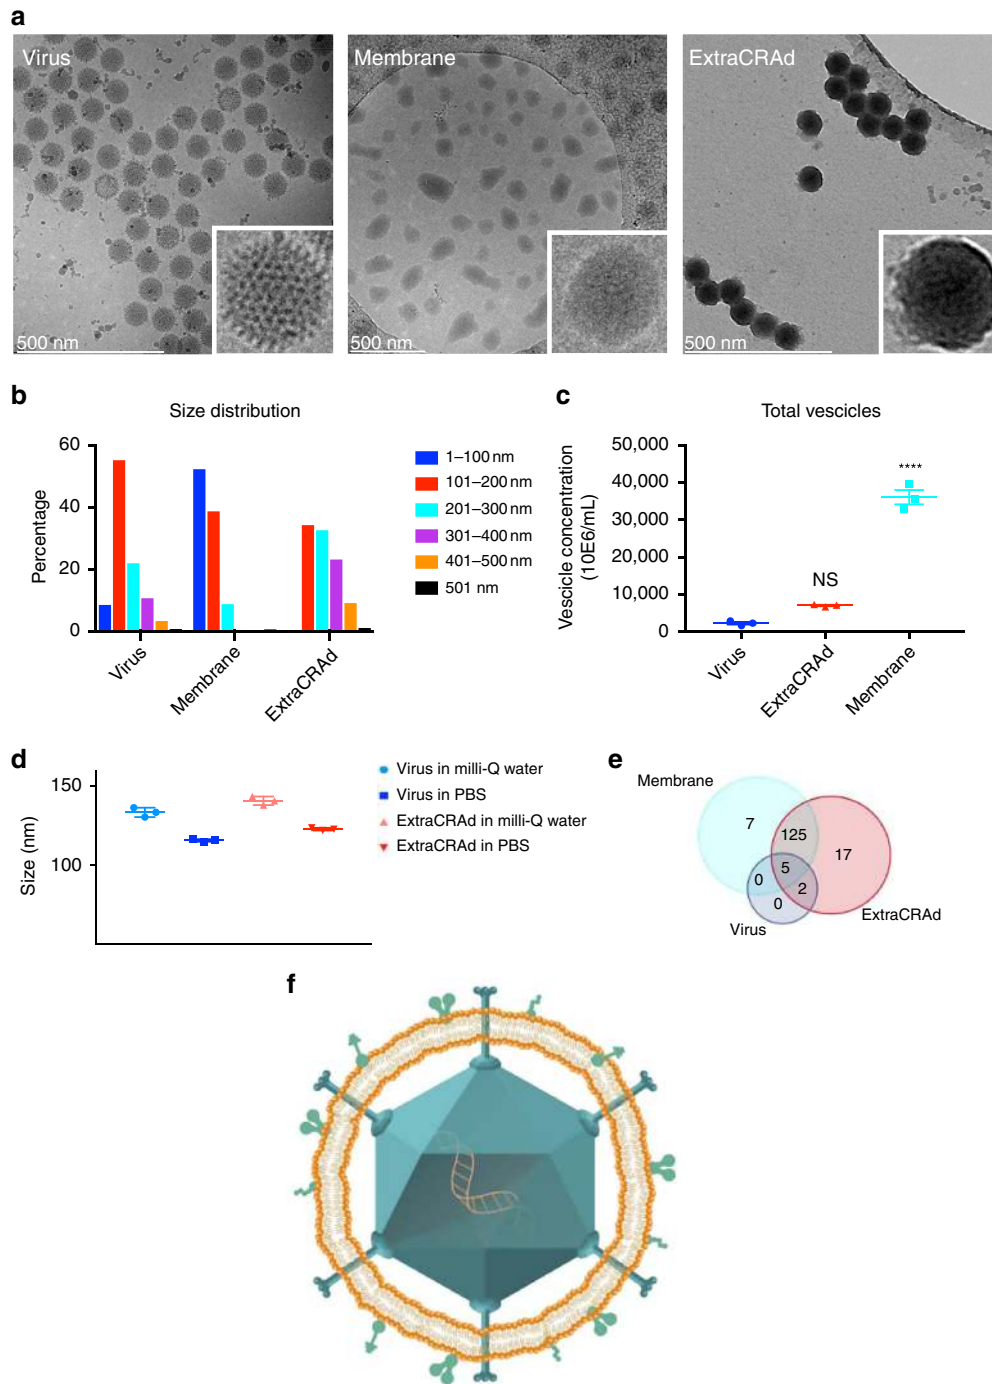 a
Virus
Membrane
ExtraCRAd
500 nm
500 nm
500 nm
b
Size distribution
Percentage
60
40
20
0
Virus
Membrane
ExtraCRAd
1–100 nm
101–200 nm
201–300 nm
301–400 nm
401–500 nm
501 nm
c
Total vescicles
Vescicle concentration
(10E6/mL)
50,000
40,000
30,000
20,000
10,000
0
NS
****
Virus
ExtraCRAd
Membrane
d
Size (nm)
150
100
Virus in milli-Q water
Virus in PBS
ExtraCRAd in milli-Q water
ExtraCRAd in PBS
e
Membrane
7
125
17
5
0
2
0
Virus
ExtraCRAd
f